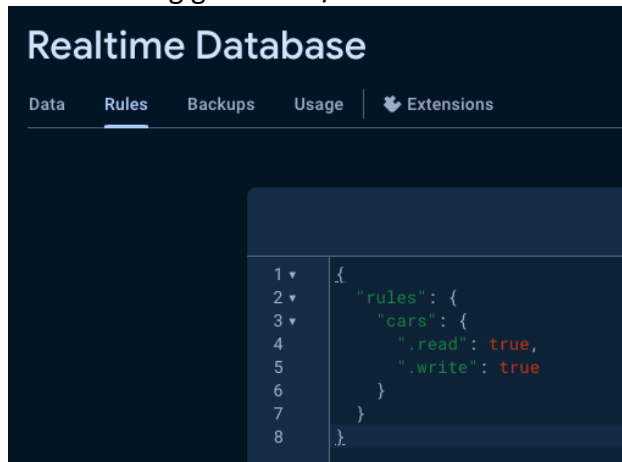 Realtime Database
Data Rules Backups Usage Extensions
1 {
2 "rules": {
3 "cars": {
4 ".read": true,
5 ".write": true
6 }
7 }
8 }